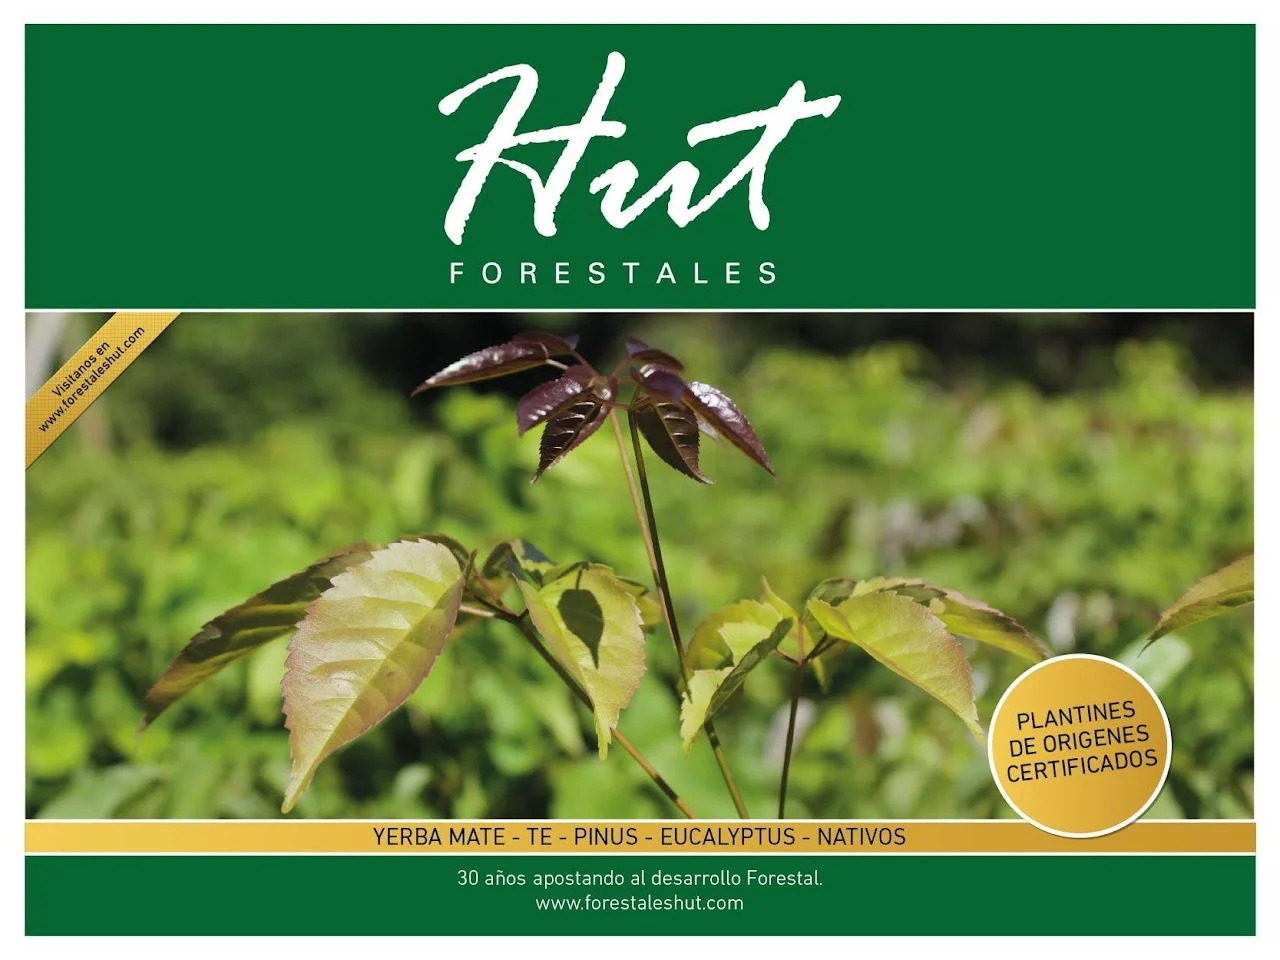 Hut
FORESTALES
Visitanos en
www.forestaleshut.com
PLANTINES
DE ORIGENES
CERTIFICADOS
YERBA MATE - TE - PINUS - EUCALYPTUS - NATIVOS
30 años apostando al desarrollo Forestal.
www.forestaleshut.com